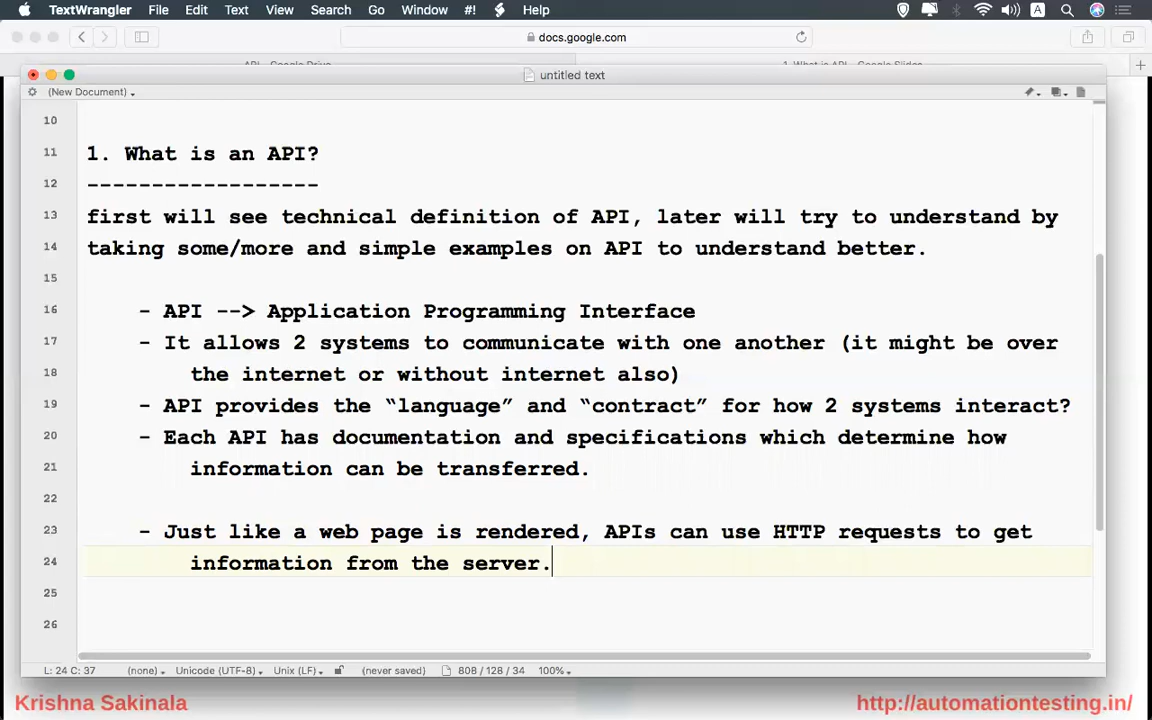 TextWrangler File Edit Text View Search Go Window #! Help
docs.google.com
untitled text
(New Document)
10
11 1. What is an API?
12 ------------------
13 first will see technical definition of API, later will try to understand by
14 taking some/more and simple examples on API to understand better.
15
16 - API --> Application Programming Interface
17 - It allows 2 systems to communicate with one another (it might be over
18 the internet or without internet also)
19 - API provides the “language” and “contract” for how 2 systems interact?
20 - Each API has documentation and specifications which determine how
21 information can be transferred.
22
23 - Just like a web page is rendered, APIs can use HTTP requests to get
24 information from the server.
25
26
L: 24 C: 37 (none) Unicode (UTF-8) Unix (LF) (never saved) 808 / 128 / 34 100%
Krishna Sakinala http://automationtesting.in/